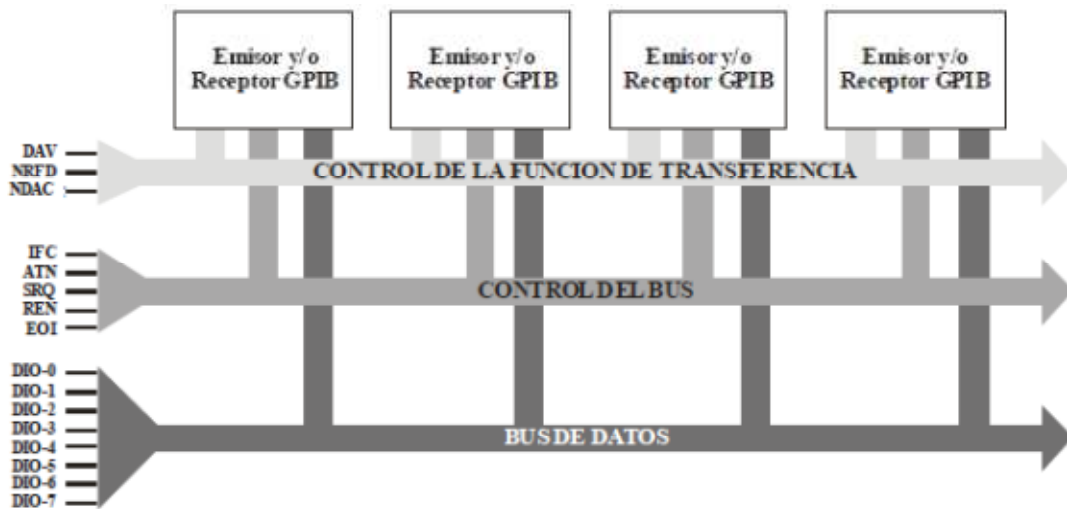 Emisor y/o
Receptor GPIB
Emisor y/o
Receptor GPIB
Emisor y/o
Receptor GPIB
Emisor y/o
Receptor GPIB
DAV
NRFD
NDAC
CONTROL DE LA FUNCION DE TRANSFERENCIA
IFC
ATN
SRQ
REN
EOI
CONTROL DEL BUS
DIO-0
DIO-1
DIO-2
DIO-3
DIO-4
DIO-5
DIO-6
DIO-7
BUS DE DATOS